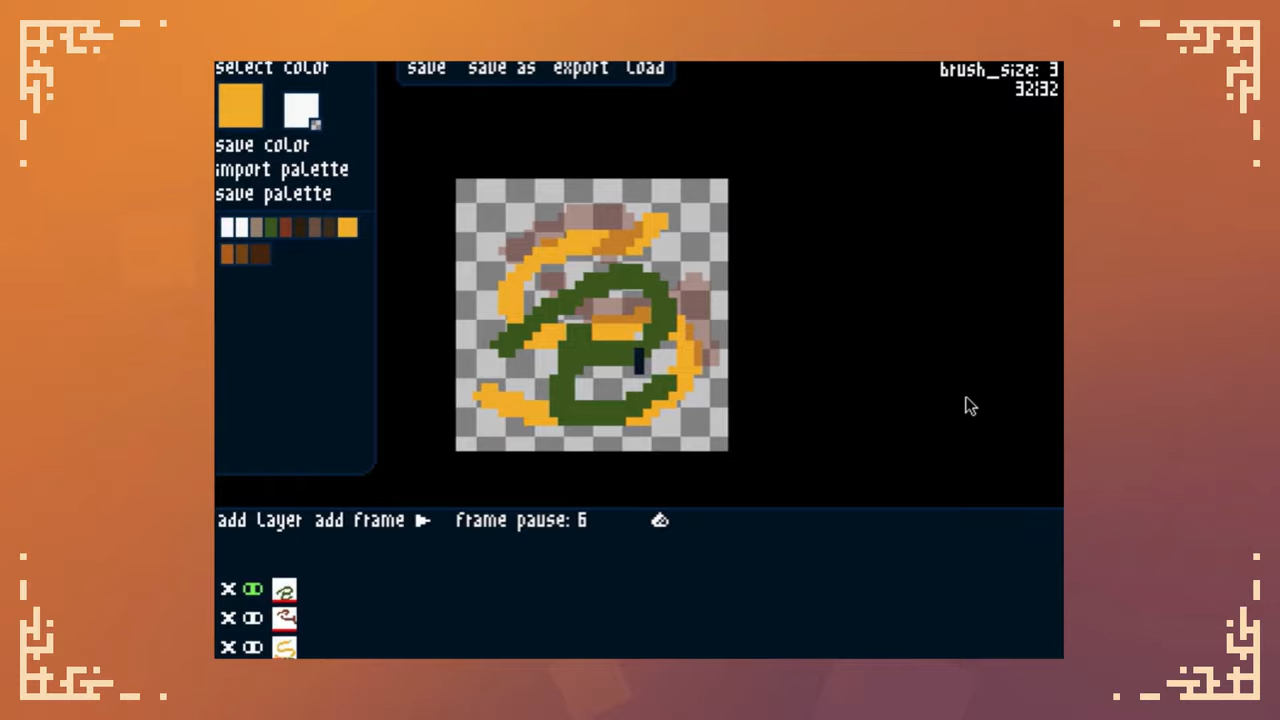 select color
save save as export load
brush_size: 3
32:32
save color
import palette
save palette
add layer add frame frame pause: 6